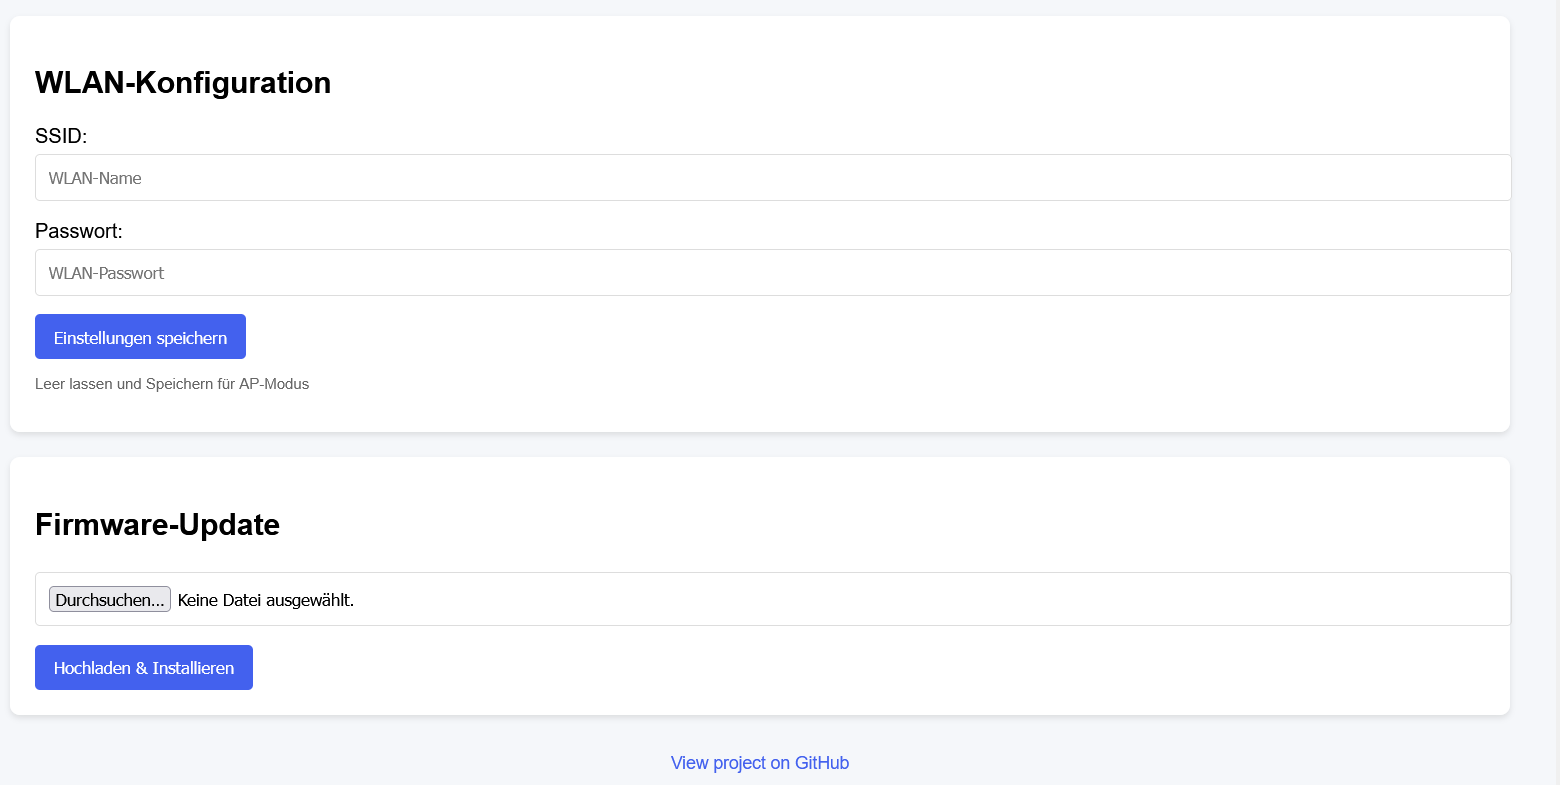 WLAN-Konfiguration
SSID:
WLAN-Name
Passwort:
WLAN-Passwort
Einstellungen speichern
Leer lassen und Speichern für AP-Modus
Firmware-Update
Durchsuchen... Keine Datei ausgewählt.
Hochladen & Installieren
View project on GitHub